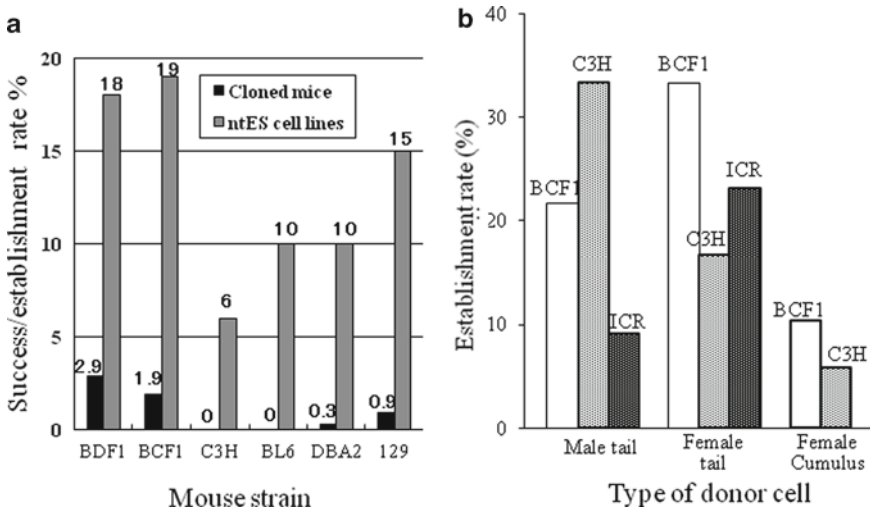 a
Success/establishment rate %
20
15
10
5
0
Cloned mice
ntES cell lines
2.9 18 1.9 19 0 6 0 10 0.3 10 0.9 15
BDF1 BCF1 C3H BL6 DBA2 129
Mouse strain
b
Establishment rate (%)
40
30
20
10
0
BCF1 C3H ICR BCF1 C3H ICR BCF1 C3H
Male tail Female tail Female Cumulus
Type of donor cell